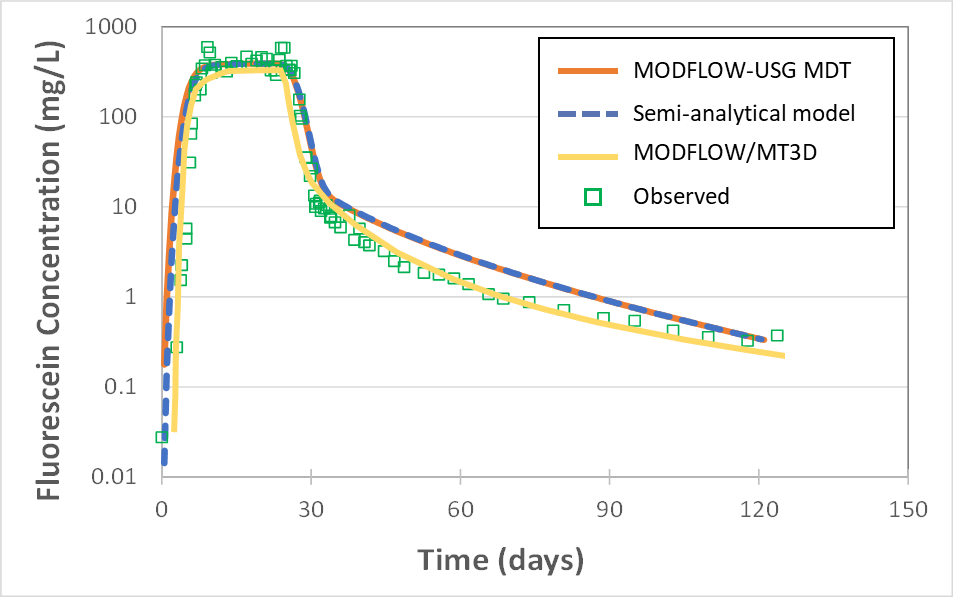 1000
100
10
1
0.1
0.01
Fluorescein Concentration (mg/L)
MODFLOW-USG MDT
Semi-analytical model
MODFLOW/MT3D
Observed
0 30 60 90 120 150
Time (days)